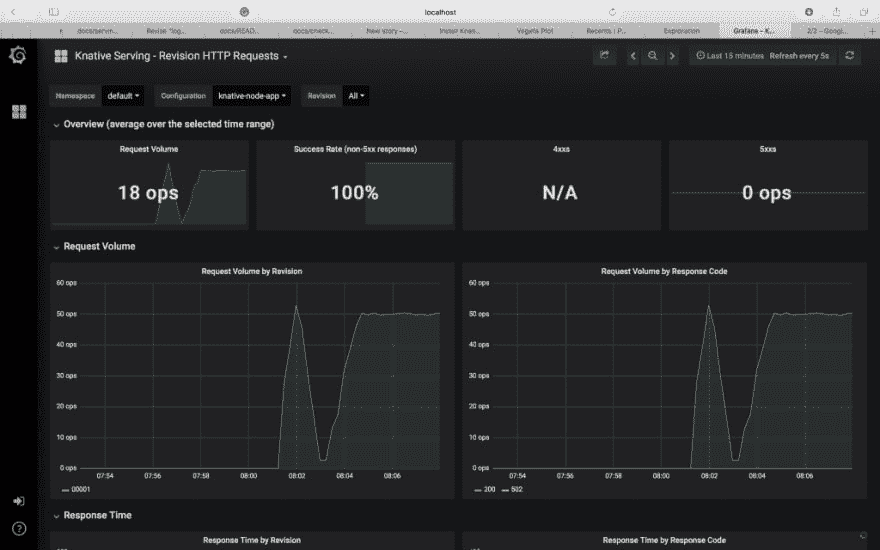 localhost
docs/READ...
docs/check...
New story –...
Install Knes...
Vegeta Plot
Recents | P...
Exploration
Grafana – K...
2/2 – Googl...
Knative Serving - Revision HTTP Requests
Last 15 minutes Refresh every 5s
Namespace default Configuration knative-node-app Revision All
Overview (average over the selected time range)
Request Volume
18 ops
Success Rate (non-5xx responses)
100%
4xxs
N/A
5xxs
0 ops
Request Volume
Request Volume by Revision
60 ops
50 ops
40 ops
30 ops
20 ops
10 ops
0 ops
07:54 07:56 07:58 08:00 08:02 08:04 08:06
00001
Request Volume by Response Code
60 ops
50 ops
40 ops
30 ops
20 ops
10 ops
0 ops
07:54 07:56 07:58 08:00 08:02 08:04 08:06
200 502
Response Time
Response Time by Revision
Response Time by Response Code